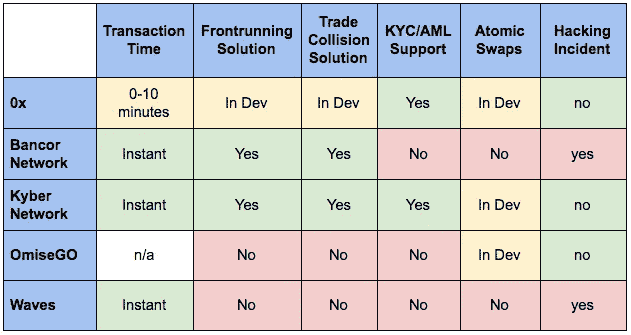 Transaction Time Frontrunning Solution Trade Collision Solution KYC/AML Support Atomic Swaps Hacking Incident
0x 0-10 minutes In Dev In Dev Yes In Dev no
Bancor Network Instant Yes Yes No No yes
Kyber Network Instant Yes Yes Yes In Dev no
OmiseGO n/a No No No In Dev no
Waves Instant No No No No yes